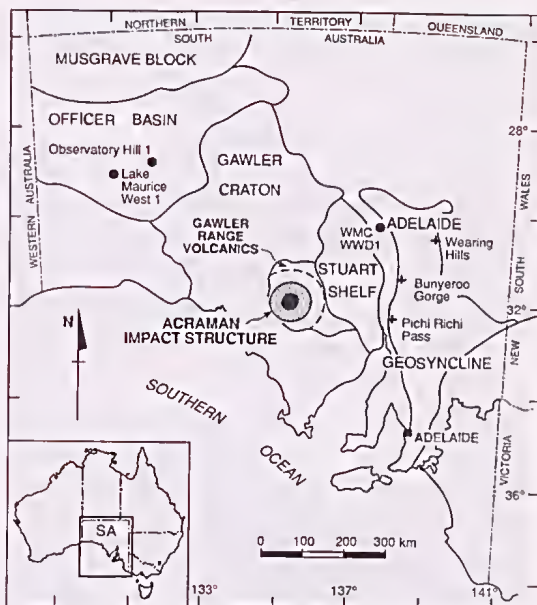 NORTHERN TERRITORY QUEENSLAND
SOUTH AUSTRALIA
MUSGRAVE BLOCK
OFFICER BASIN
Observatory Hill 1
Lake
Maurice
West 1
WESTERN AUSTRALIA
28°
GAWLER
CRATON
GAWLER
RANGE
VOLCANICS
WMC
WWD1
ADELAIDE
Wearing
Hills
NEW SOUTH WALES
STUART
SHELF
Bunyeroo
Gorge
32°
N
ACRAMAN
IMPACT STRUCTURE
Pichi Richi
Pass
GEOSYNCLINE
SOUTHERN
OCEAN
ADELAIDE
VICTORIA
36°
SA
0 100 200 300 km
133° 137° 141°